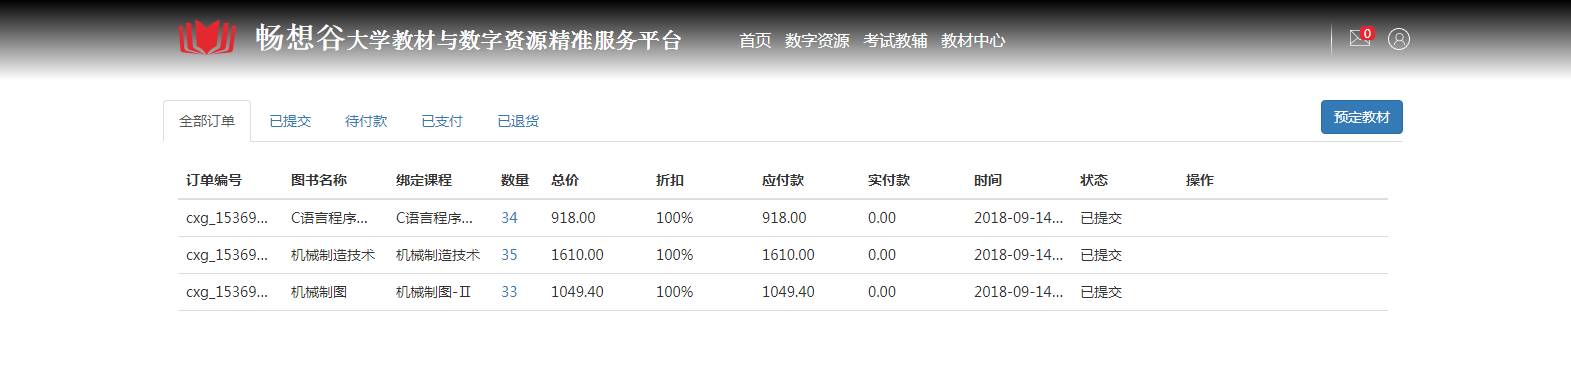 畅想谷大学教材与数字资源精准服务平台 首页 数字资源 考试教辅 教材中心 0
全部订单 已提交 待付款 已支付 已退货 预定教材
订单编号 图书名称 绑定课程 数量 总价 折扣 应付款 实付款 时间 状态 操作
cxg_15369... C语言程序... C语言程序... 34 918.00 100% 918.00 0.00 2018-09-14... 已提交
cxg_15369... 机械制造技术 机械制造技术 35 1610.00 100% 1610.00 0.00 2018-09-14... 已提交
cxg_15369... 机械制图 机械制图-Ⅱ 33 1049.40 100% 1049.40 0.00 2018-09-14... 已提交